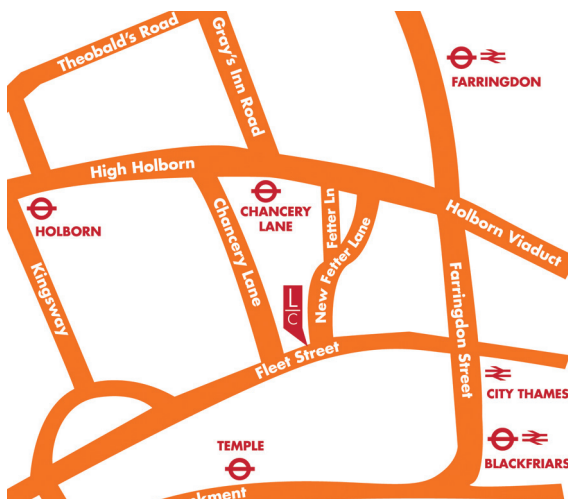 Theobald's Road
Gray's Inn Road
FARRINGDON
High Holborn
HOLBORN
CHANCERY
LANE
Fetter Ln
New Fetter Lane
Chancery Lane
Holborn Viaduct
Kingsway
L
C
Fleet Street
Farringdon Street
CITY THAMES
TEMPLE
BLACKFRIARS